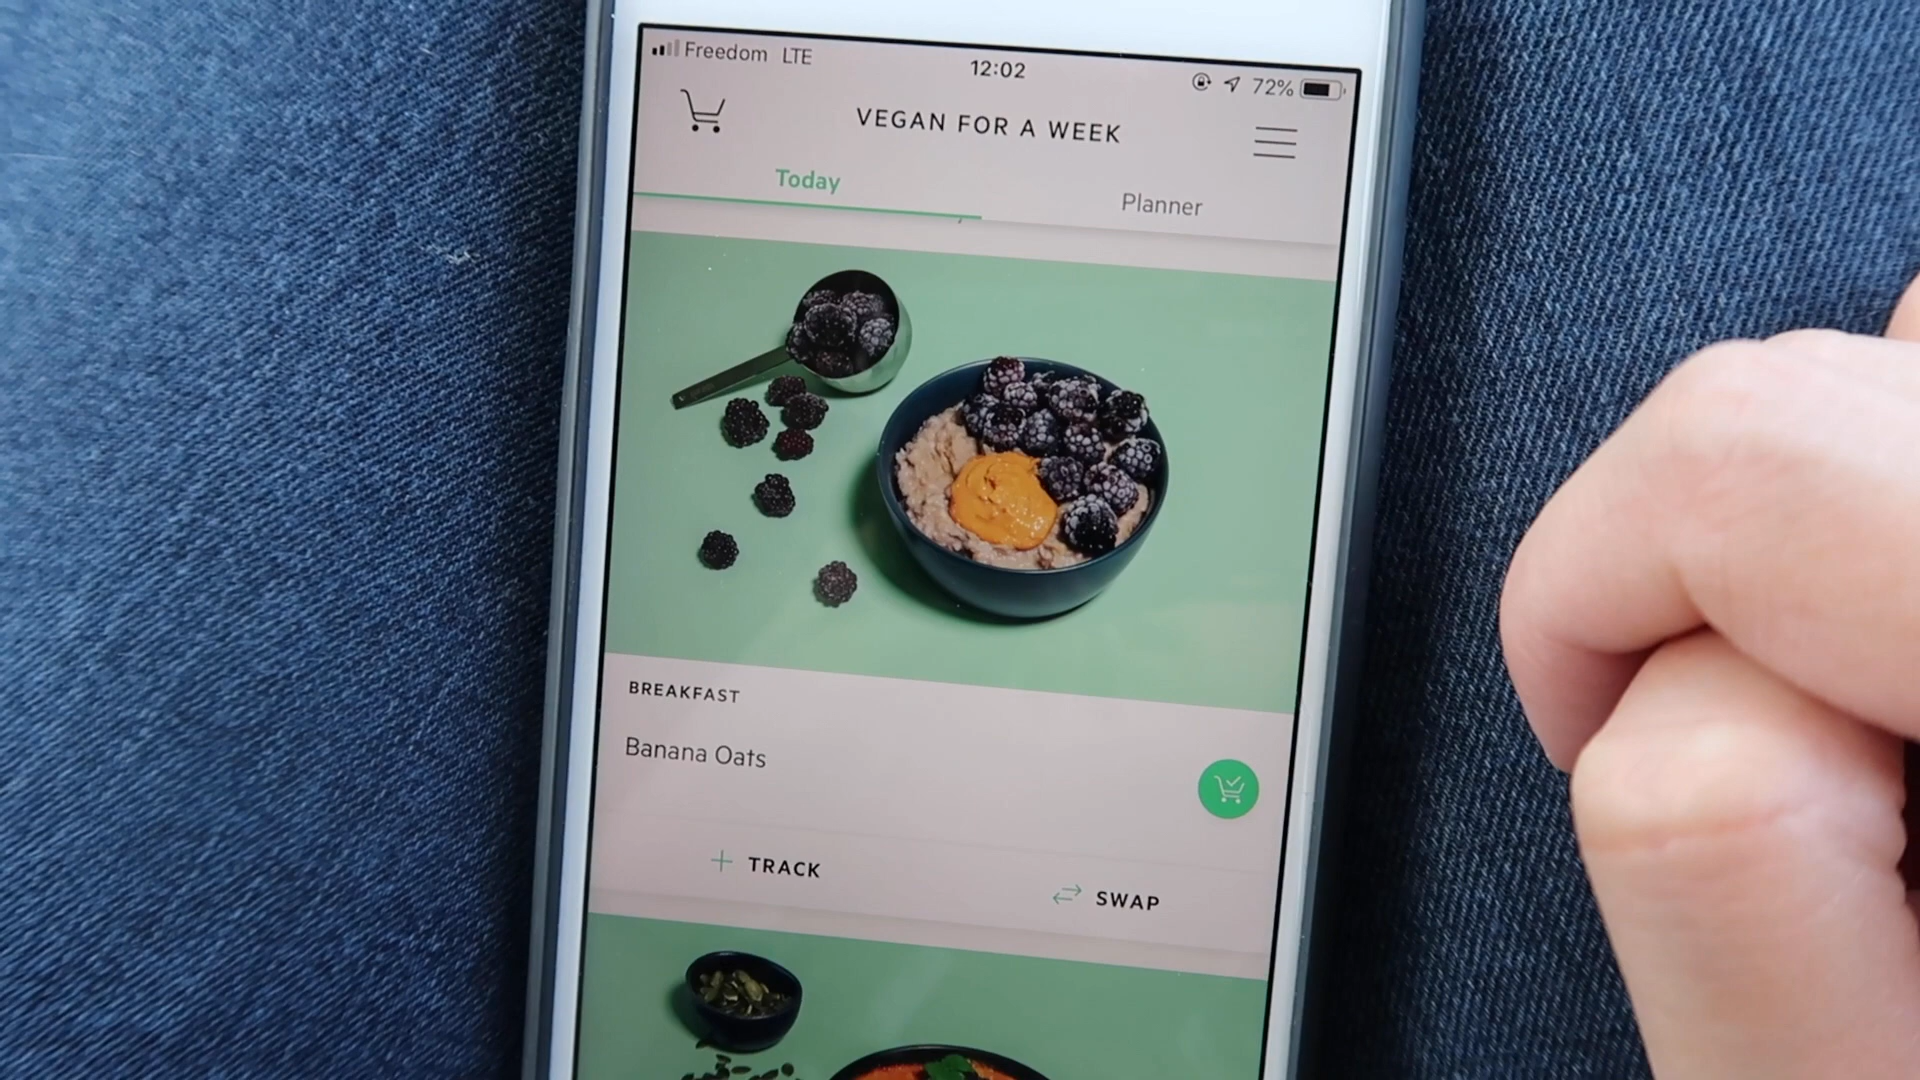 Freedom LTE
12:02
72%
VEGAN FOR A WEEK
Today
Planner
BREAKFAST
Banana Oats
TRACK
SWAP